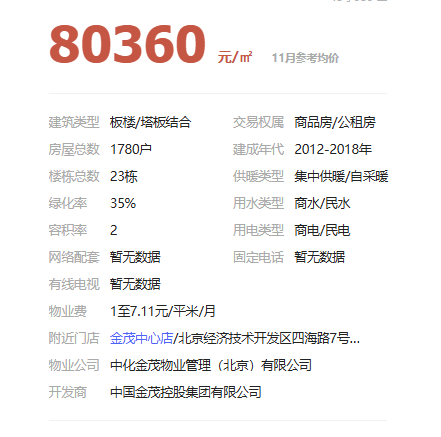 80360 元/㎡ 11月参考均价
建筑类型 板楼/塔板结合 交易权属 商品房/公租房
房屋总数 1780户 建成年代 2012-2018年
楼栋总数 23栋 供暖类型 集中供暖/自采暖
绿化率 35% 用水类型 商水/民水
容积率 2 用电类型 商电/民电
网络配套 暂无数据 固定电话 暂无数据
有线电视 暂无数据
物业费 1至7.11元/平米/月
附近门店 金茂中心店/北京经济技术开发区四海路7号...
物业公司 中化金茂物业管理（北京）有限公司
开发商 中国金茂控股集团有限公司